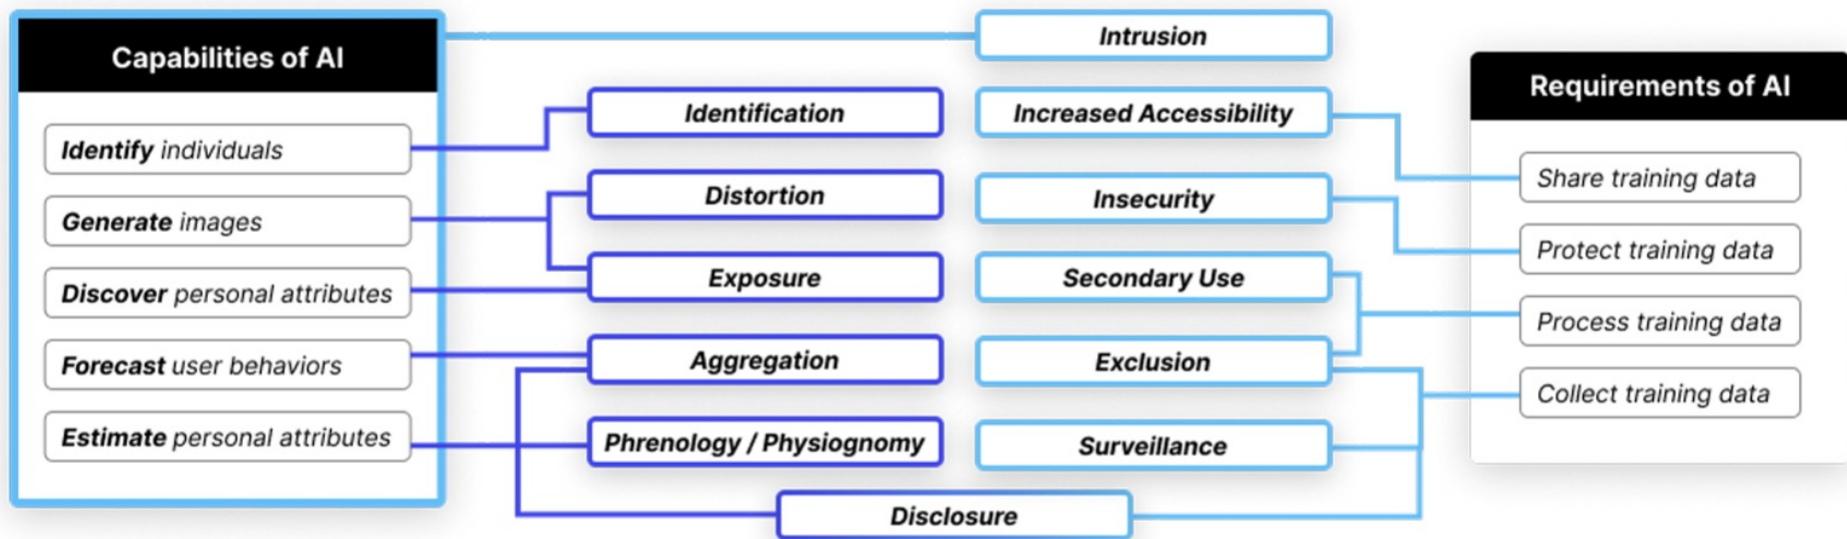 Capabilities of AI
Identify individuals
Generate images
Discover personal attributes
Forecast user behaviors
Estimate personal attributes
Identification
Distortion
Exposure
Aggregation
Phrenology / Physiognomy
Disclosure
Intrusion
Increased Accessibility
Insecurity
Secondary Use
Exclusion
Surveillance
Requirements of AI
Share training data
Protect training data
Process training data
Collect training data